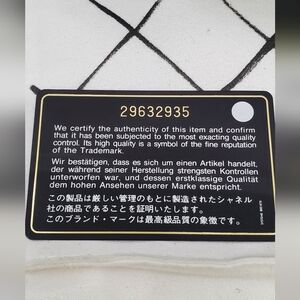 29632935
We certify the authenticity of this item and confirm
that it has been subjected to the most exacting quality
control. Its high quality is a symbol of the fine reputation
of the Trademark.
Wir bestätigen, dass es sich um einen Artikel handelt,
der während seiner Herstellung strengsten Kontrollen
unterworfen war, und dessen erstklassige Qualität
dem hohen Ansehen unserer Marke entspricht.
この製品は厳しい管理のもとに製造されたシャネル
社の商品であることを証明いたします。
このブランド・マークは最高級品質の象徴です。